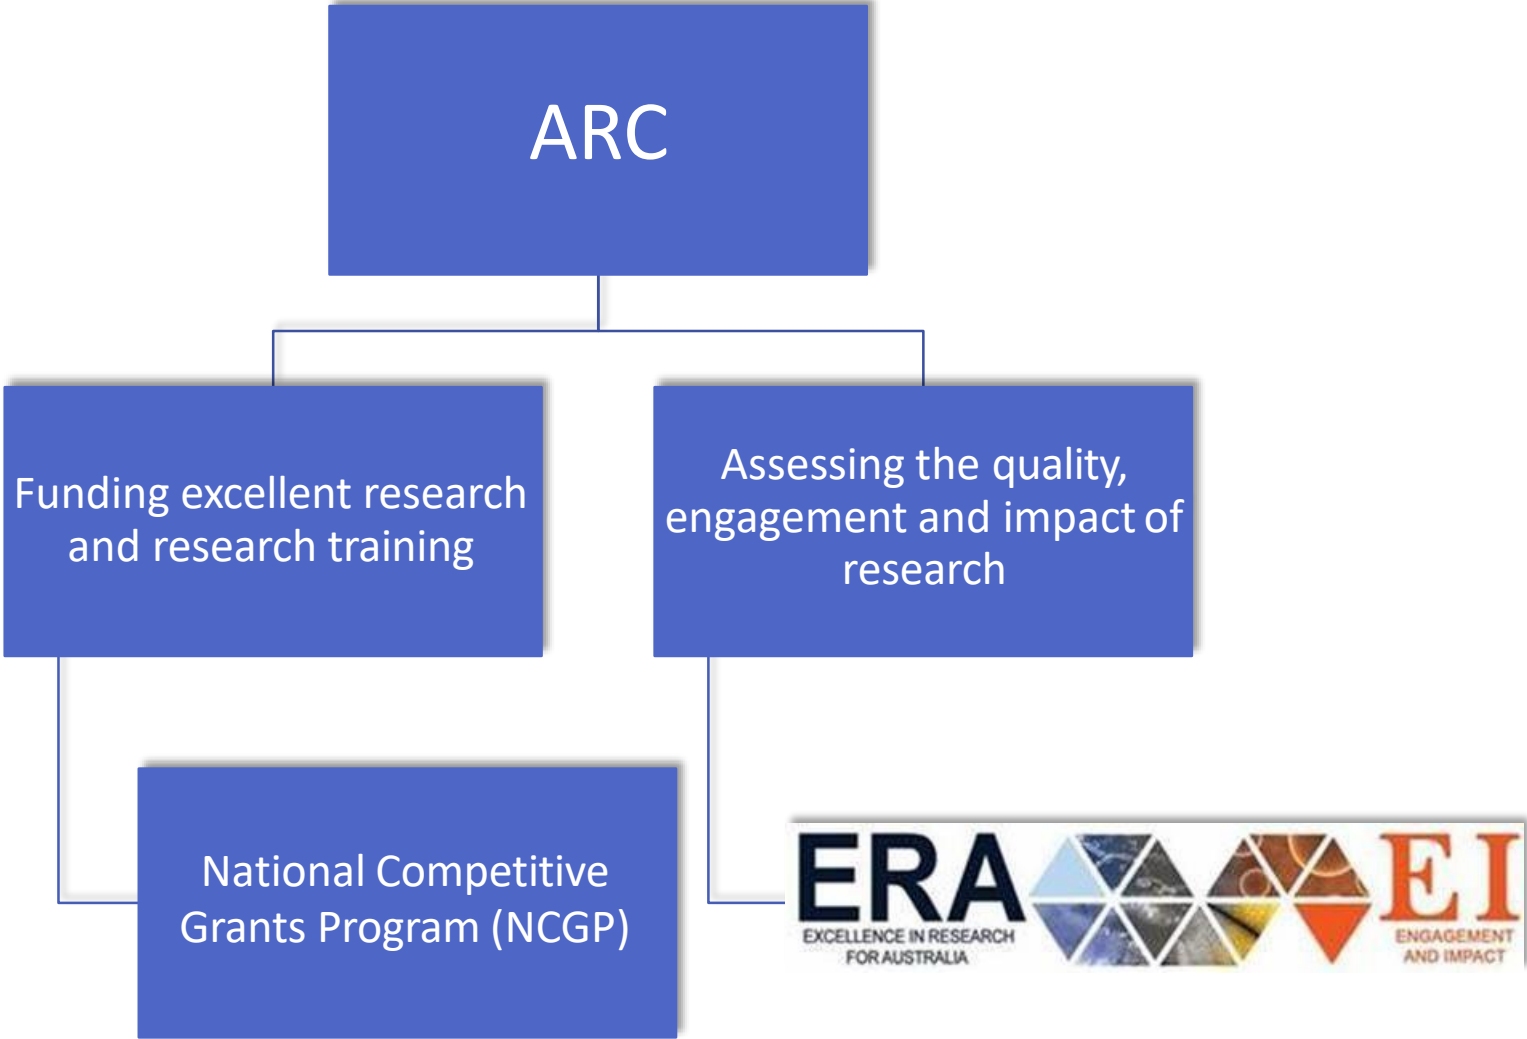 ARC
Funding excellent research
and research training
Assessing the quality,
engagement and impact of
research
National Competitive
Grants Program (NCGP)
ERA
EXCELLENCE IN RESEARCH
FOR AUSTRALIA
EI
ENGAGEMENT
AND IMPACT